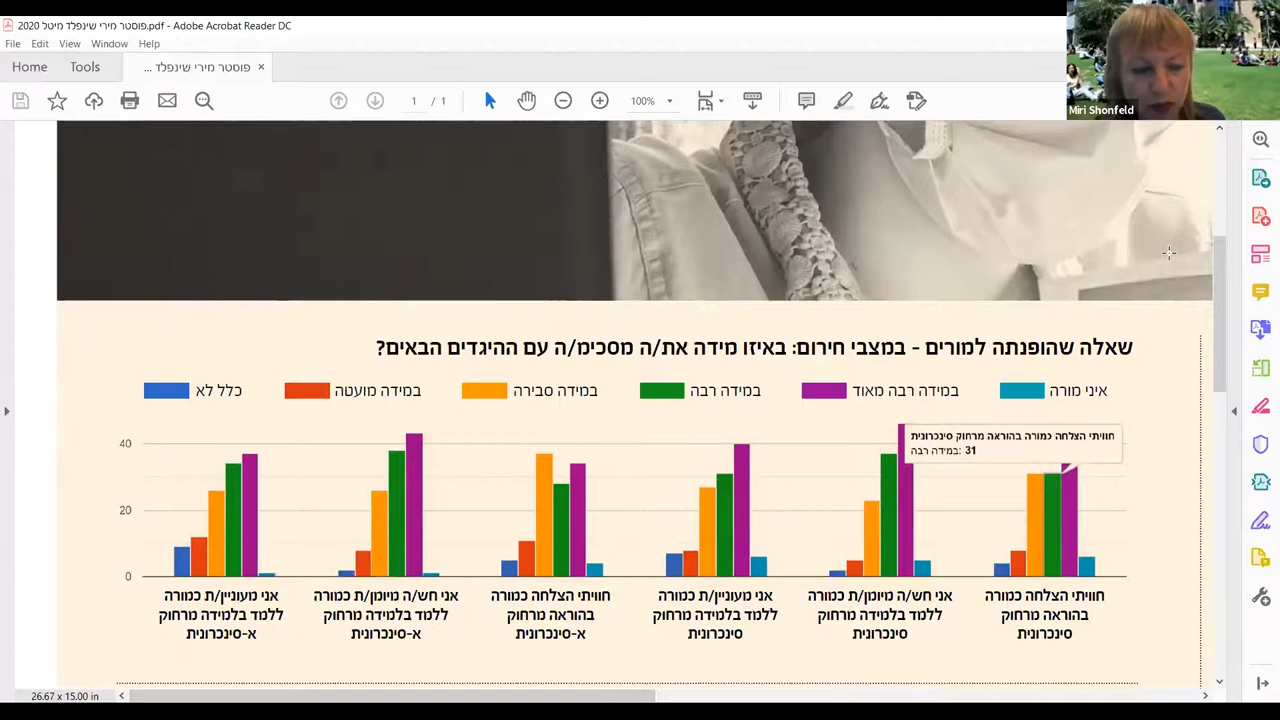 פוסטר מירי שינפלד מיטל 2020.pdf - Adobe Acrobat Reader DC
File Edit View Window Help
Home Tools פוסטר מירי שינפלד ... ×
1 / 1 100%
Miri Shonfeld
שאלה שהופנתה למורים - במצבי חירום: באיזו מידה את/ה מסכימ/ה עם ההיגדים הבאים?
כלל לא במידה מועטה במידה סבירה במידה רבה במידה רבה מאוד איני מורה
חוויתי הצלחה כמורה בהוראה מרחוק סינכרונית
במידה רבה: 31
40
20
0
חוויתי הצלחה כמורה
בהוראה מרחוק
סינכרונית
אני חש/ה מיומן/ת כמורה
ללמד בלמידה מרחוק
סינכרונית
אני מעוניין/ת כמורה
ללמד בלמידה מרחוק
סינכרונית
חוויתי הצלחה כמורה
בהוראה מרחוק
א-סינכרונית
אני חש/ה מיומן/ת כמורה
ללמד בלמידה מרחוק
א-סינכרונית
אני מעוניין/ת כמורה
ללמד בלמידה מרחוק
א-סינכרונית
26.67 x 15.00 in